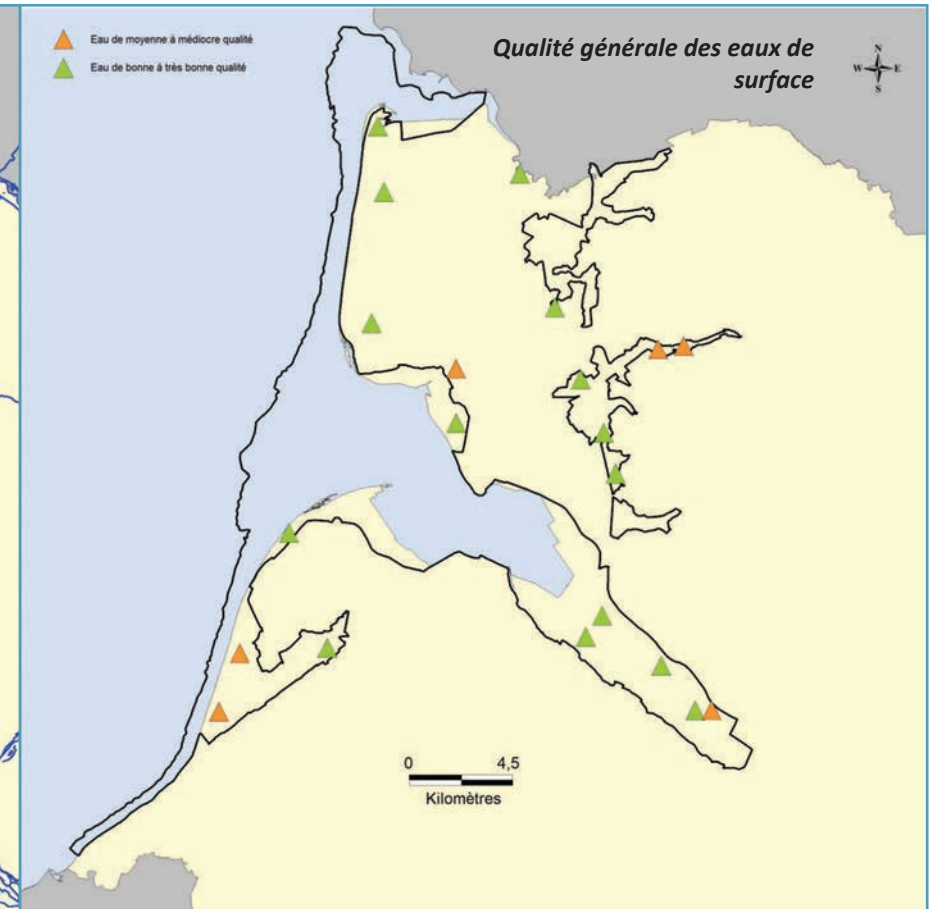 Eau de moyenne à médiocre qualité
Eau de bonne à très bonne qualité
Qualité générale des eaux de
surface
N
W E
S
0 4,5
Kilomètres